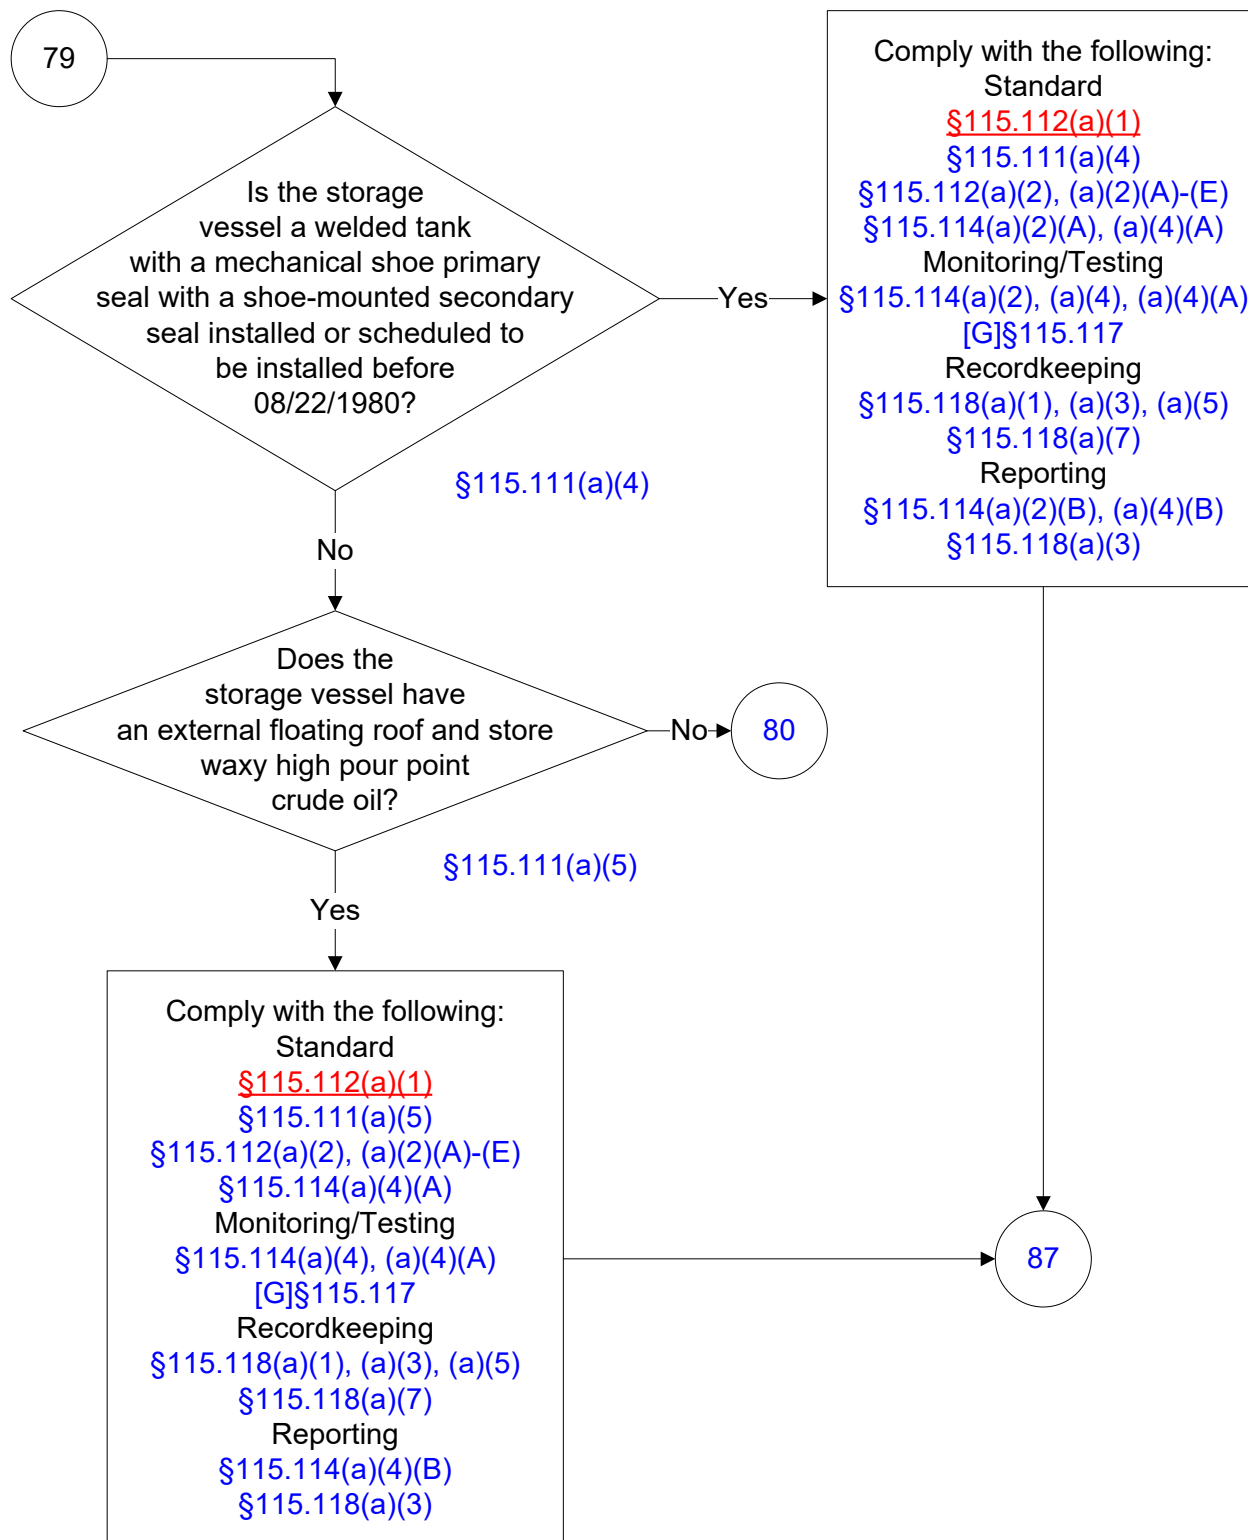 79
Is the storage
vessel a welded tank
with a mechanical shoe primary
seal with a shoe-mounted secondary
seal installed or scheduled to
be installed before
08/22/1980?
§115.111(a)(4)
Yes
Comply with the following:
Standard
§115.112(a)(1)
§115.111(a)(4)
§115.112(a)(2), (a)(2)(A)-(E)
§115.114(a)(2)(A), (a)(4)(A)
Monitoring/Testing
§115.114(a)(2), (a)(4), (a)(4)(A)
[G]§115.117
Recordkeeping
§115.118(a)(1), (a)(3), (a)(5)
§115.118(a)(7)
Reporting
§115.114(a)(2)(B), (a)(4)(B)
§115.118(a)(3)
No
Does the
storage vessel have
an external floating roof and store
waxy high pour point
crude oil?
§115.111(a)(5)
No
80
Yes
Comply with the following:
Standard
§115.112(a)(1)
§115.111(a)(5)
§115.112(a)(2), (a)(2)(A)-(E)
§115.114(a)(4)(A)
Monitoring/Testing
§115.114(a)(4), (a)(4)(A)
[G]§115.117
Recordkeeping
§115.118(a)(1), (a)(3), (a)(5)
§115.118(a)(7)
Reporting
§115.114(a)(4)(B)
§115.118(a)(3)
87